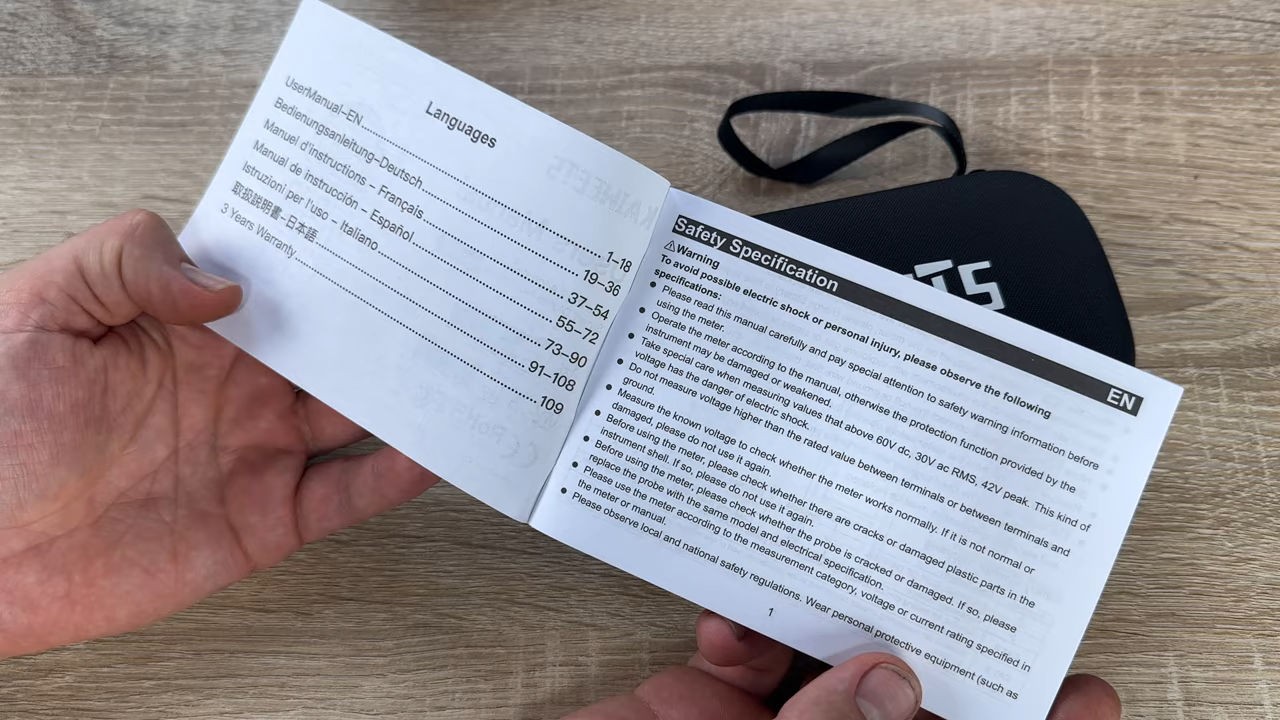 Languages
UserManual–EN........ 1–18
Bedienungsanleitung–Deutsch........ 19–36
Manuel d'instructions – Français........ 37–54
Manual de instrucción – Español........ 55–72
Istruzioni per l'uso – Italiano........ 73–90
取扱説明書–日本語........ 91–108
3 Years Warranty........ 109
Safety Specification EN
⚠Warning
To avoid possible electric shock or personal injury, please observe the following
specifications:
● Please read this manual carefully and pay special attention to safety warning information before
using the meter.
● Operate the meter according to the manual, otherwise the protection function provided by the
instrument may be damaged or weakened.
● Take special care when measuring values that above 60V dc, 30V ac RMS, 42V peak. This kind of
voltage has the danger of electric shock.
● Do not measure voltage higher than the rated value between terminals or between terminals and
ground.
● Measure the known voltage to check whether the meter works normally. If it is not normal or
damaged, please do not use it again.
● Before using the meter, please check whether there are cracks or damaged plastic parts in the
instrument shell. If so, please do not use it again.
● Before using the meter, please check whether the probe is cracked or damaged. If so, please
replace the probe with the same model and electrical specification.
● Please use the meter according to the measurement category, voltage or current rating specified in
the meter or manual.
● Please observe local and national safety regulations. Wear personal protective equipment (such as
1